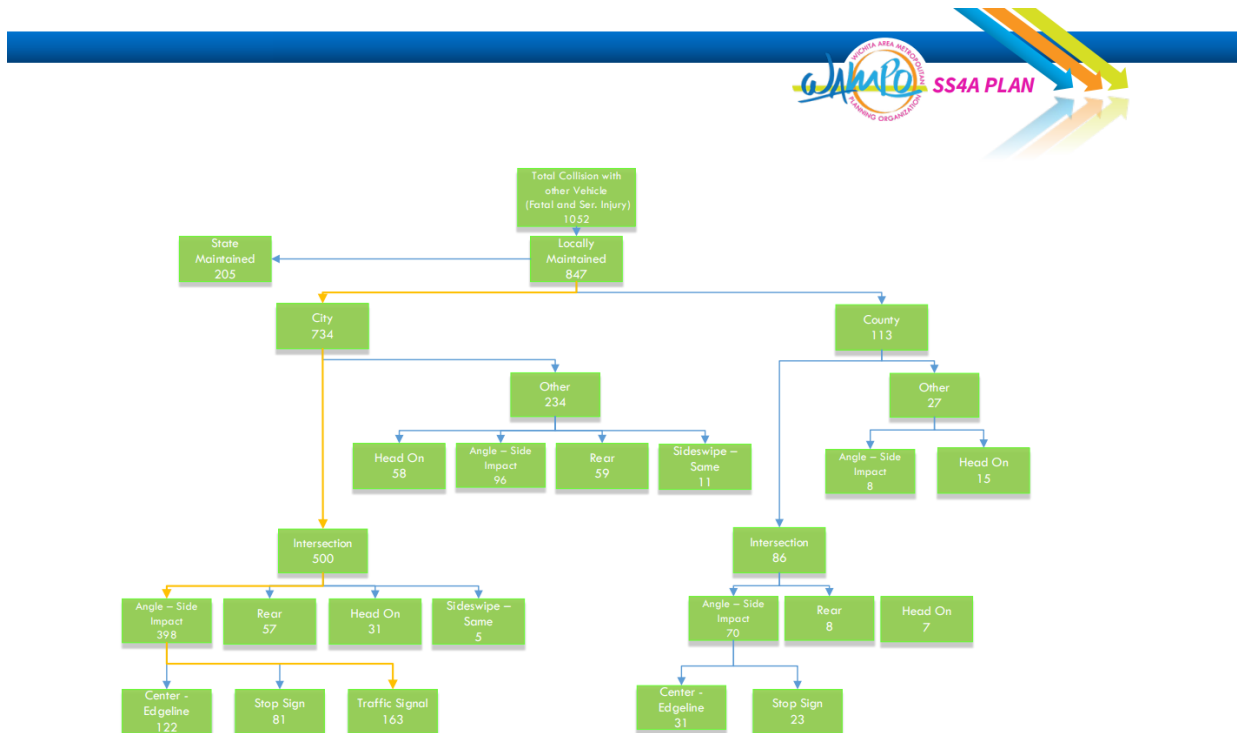 WICHITA AREA METROPOLITAN
WAMPO
PLANNING ORGANIZATION
SS4A PLAN
Total Collision with
other Vehicle
(Fatal and Ser. Injury)
1052
State
Maintained
205
Locally
Maintained
847
City
734
County
113
Other
234
Other
27
Head On
58
Angle – Side
Impact
96
Rear
59
Sideswipe –
Same
11
Angle – Side
Impact
8
Head On
15
Intersection
500
Intersection
86
Angle – Side
Impact
398
Rear
57
Head On
31
Sideswipe –
Same
5
Angle – Side
Impact
70
Rear
8
Head On
7
Center -
Edgeline
122
Stop Sign
81
Traffic Signal
163
Center -
Edgeline
31
Stop Sign
23